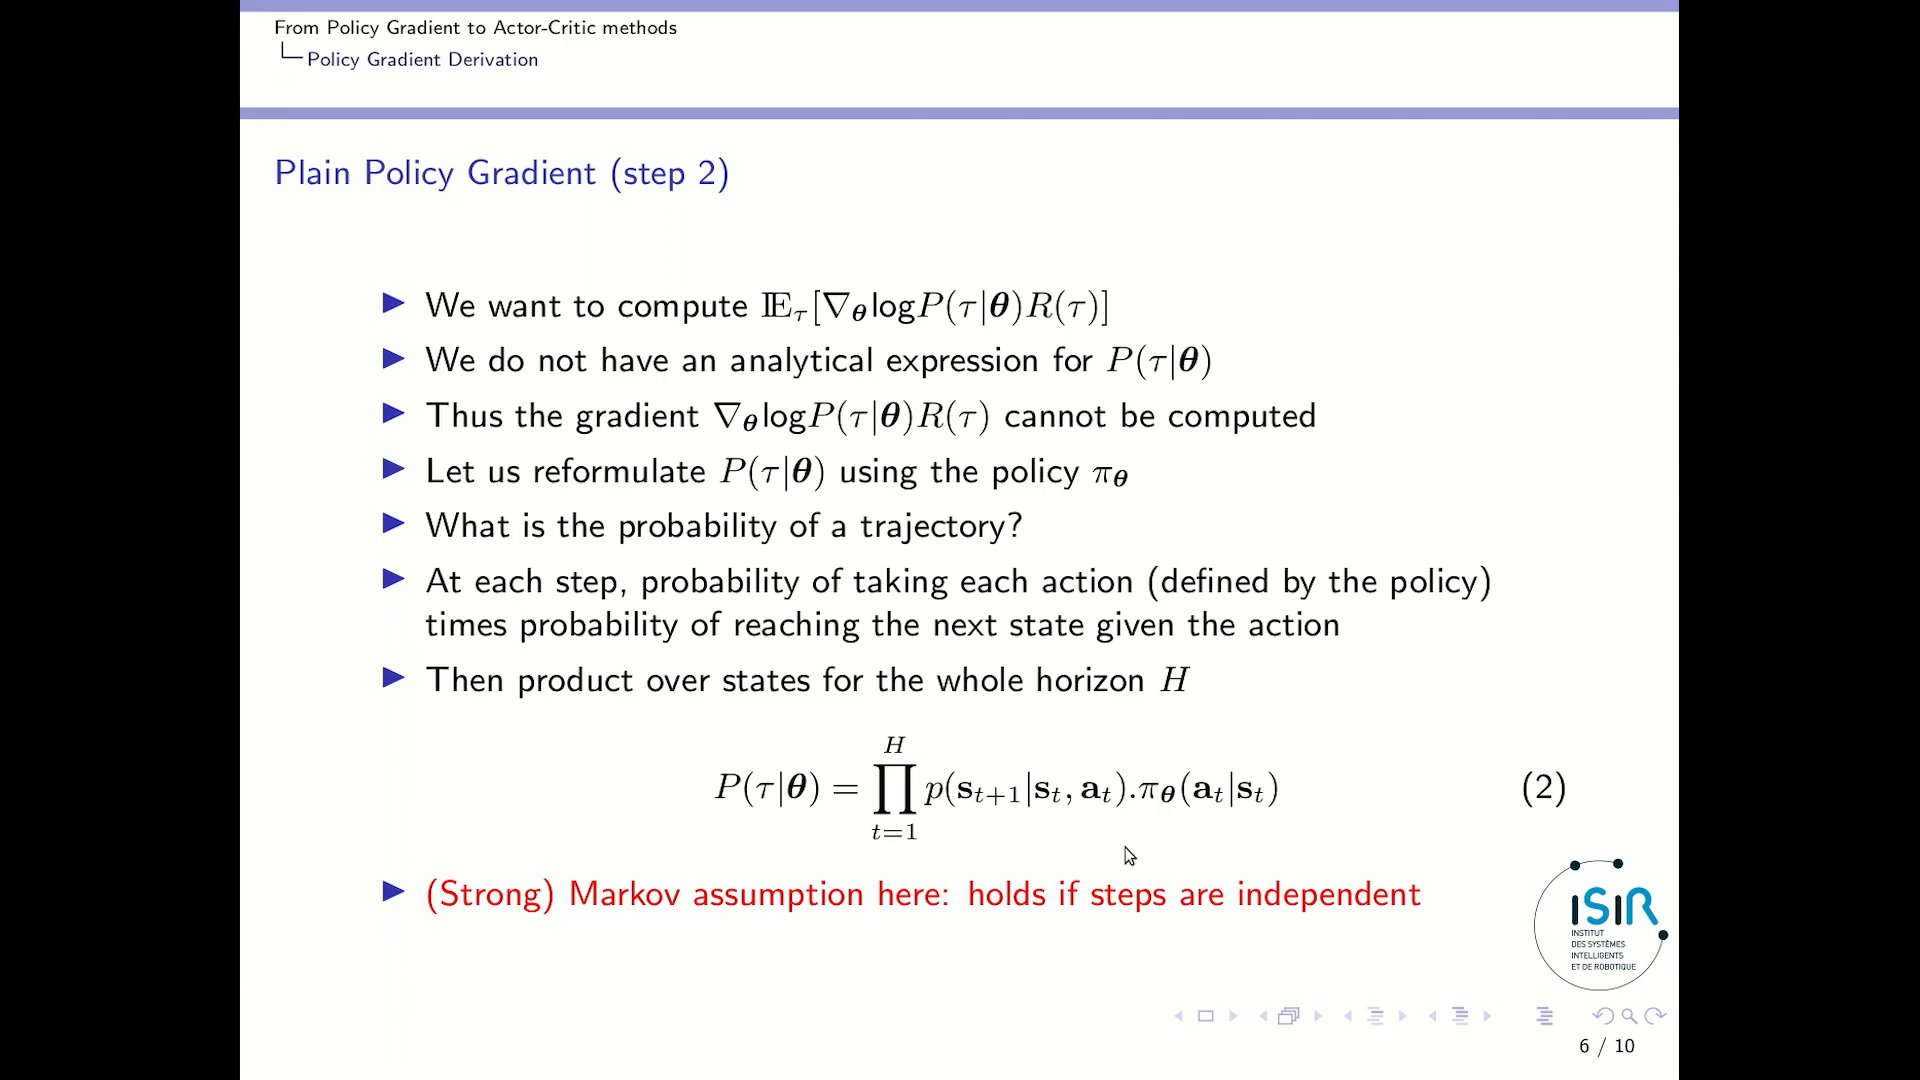 From Policy Gradient to Actor-Critic methods
Policy Gradient Derivation
Plain Policy Gradient (step 2)
▶ We want to compute 𝔼_τ[∇_θ log P(τ|θ)R(τ)]
▶ We do not have an analytical expression for P(τ|θ)
▶ Thus the gradient ∇_θ log P(τ|θ)R(τ) cannot be computed
▶ Let us reformulate P(τ|θ) using the policy π_θ
▶ What is the probability of a trajectory?
▶ At each step, probability of taking each action (defined by the policy)
times probability of reaching the next state given the action
▶ Then product over states for the whole horizon H
P(τ|θ) = ∏_{t=1}^{H} p(s_{t+1}|s_t, a_t).π_θ(a_t|s_t) (2)
▶ (Strong) Markov assumption here: holds if steps are independent
ISIR
INSTITUT
DES SYSTÈMES
INTELLIGENTS
ET DE ROBOTIQUE
6 / 10